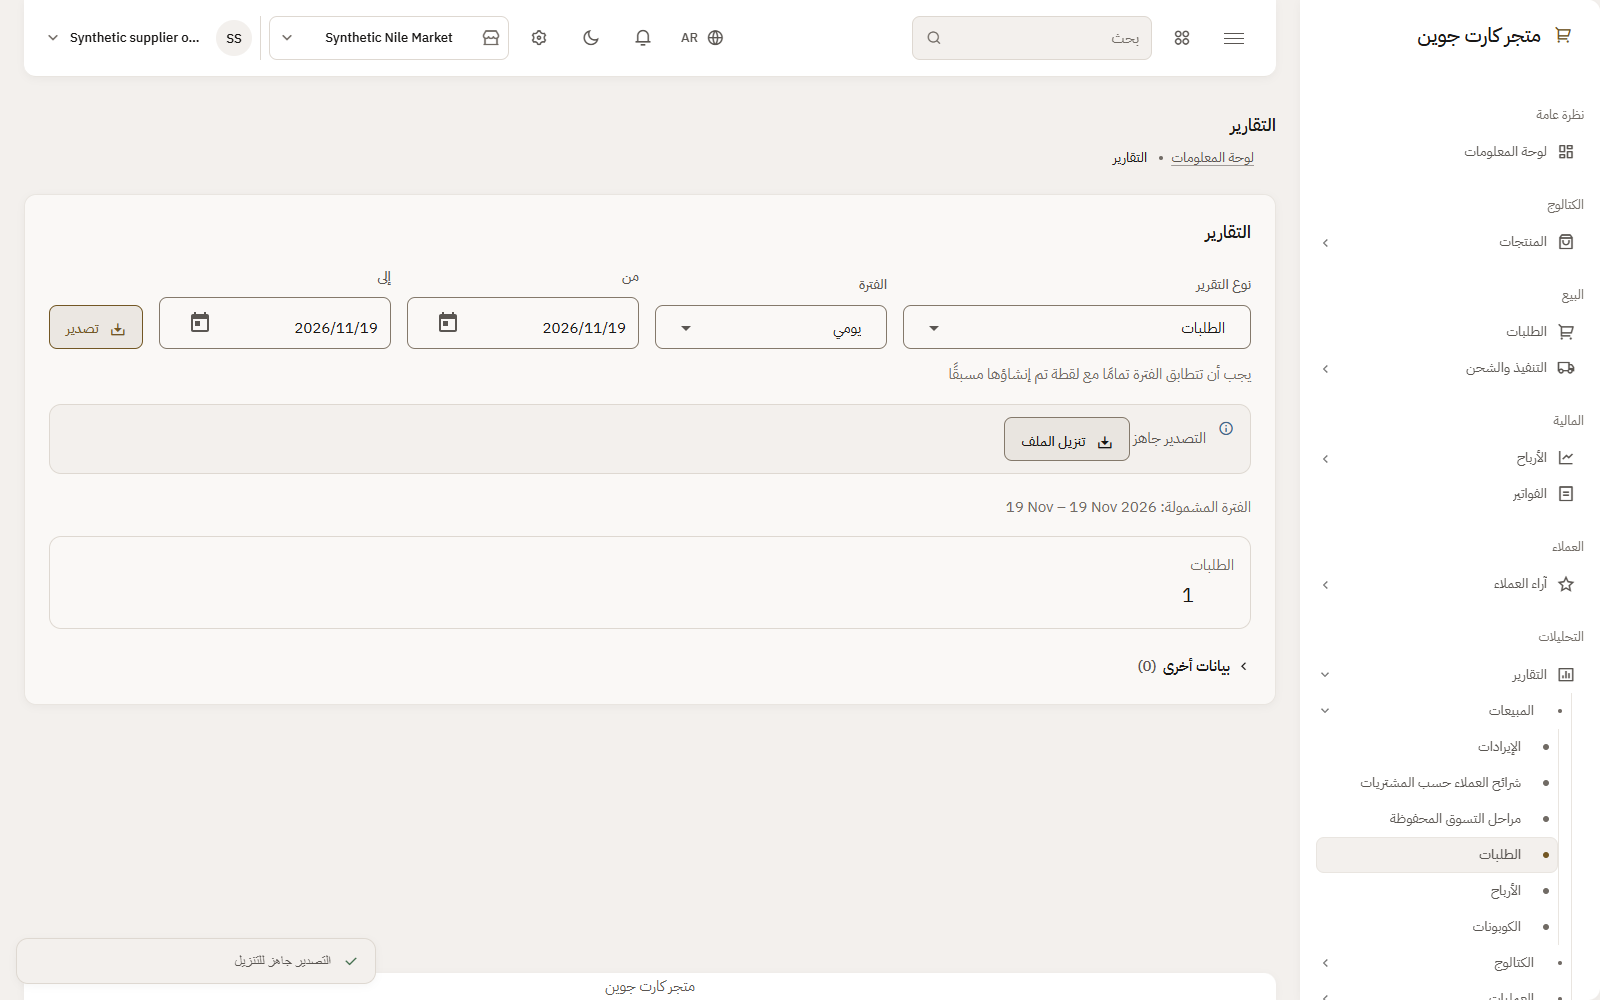 متجر كارت جوين
نظرة عامة
لوحة المعلومات
الكتالوج
المنتجات
البيع
الطلبات
التنفيذ والشحن
المالية
الأرباح
الفواتير
العملاء
آراء العملاء
التحليلات
التقارير
المبيعات
الإيرادات
شرائح العملاء حسب المشتريات
مراحل التسوق المحفوظة
الطلبات
الأرباح
الكوبونات
الكتالوج
العمليات
بحث
AR
Synthetic Nile Market
SS
Synthetic supplier o...
التقارير
لوحة المعلومات • التقارير
التقارير
نوع التقرير
الطلبات
الفترة
يومي
من
2026/11/19
إلى
2026/11/19
تصدير
يجب أن تتطابق الفترة تمامًا مع لقطة تم إنشاؤها مسبقًا
التصدير جاهز تنزيل الملف
الفترة المشمولة: 19 Nov – 19 Nov 2026
الطلبات
1
بيانات أخرى (0)
التصدير جاهز للتنزيل
متجر كارت جوين